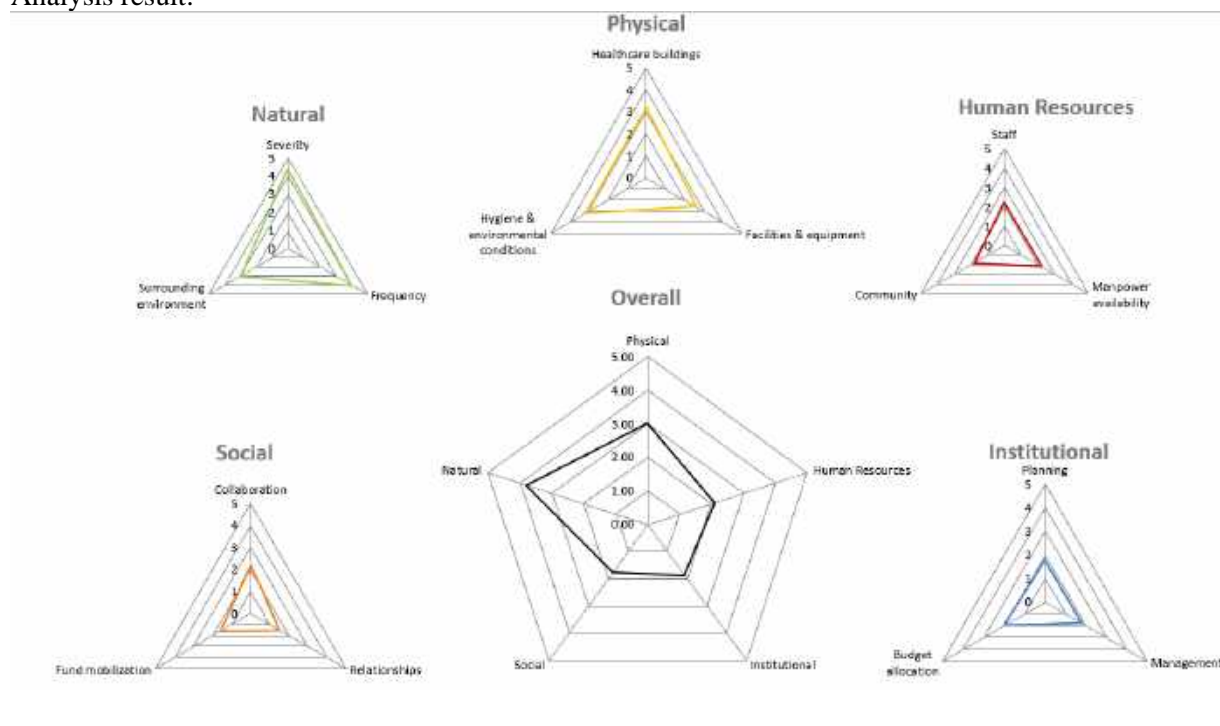 Analysis result:
Physical
Healthcare buildings
5
4
3
2
1
0
Hygiene &
environmental
conditions
Facilities & equipment
Natural
Severity
5
4
3
2
1
0
Surrounding
environment
Frequency
Human Resources
Staff
5
4
3
2
1
0
Community
Manpower
availability
Overall
Physical
5.00
4.00
3.00
2.00
1.00
0.00
Natural
Human Resources
Social
Institutional
Social
Collaboration
5
4
3
2
1
0
Fund mobilization
Relationships
Institutional
Planning
5
4
3
2
1
0
Budget
allocation
Management